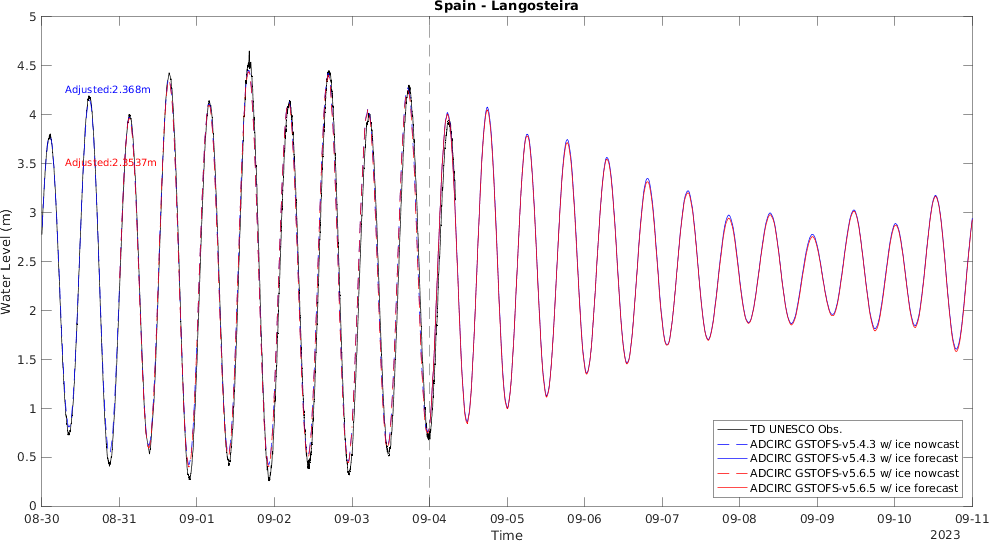 Spain - Langosteira
5
4.5
4
3.5
3
2.5
2
1.5
1
0.5
0
Water Level (m)
Adjusted:2.368m
Adjusted:2.3537m
TD UNESCO Obs.
ADCIRC GSTOFS-v5.4.3 w/ ice nowcast
ADCIRC GSTOFS-v5.4.3 w/ ice forecast
ADCIRC GSTOFS-v5.6.5 w/ ice nowcast
ADCIRC GSTOFS-v5.6.5 w/ ice forecast
08-30 08-31 09-01 09-02 09-03 09-04 09-05 09-06 09-07 09-08 09-09 09-10 09-11
Time
2023